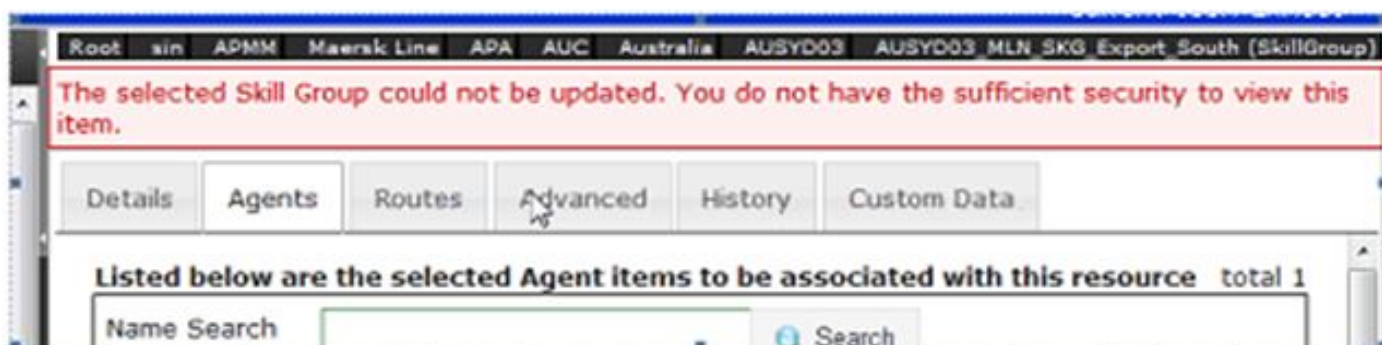 Root sin APMM Maersk Line APA AUC Australia AUSYD03 AUSYD03_MLN_SKG_Export_South (SkillGroup)
The selected Skill Group could not be updated. You do not have the sufficient security to view this
item.
Details Agents Routes Advanced History Custom Data
Listed below are the selected Agent items to be associated with this resource total 1
Name Search Search